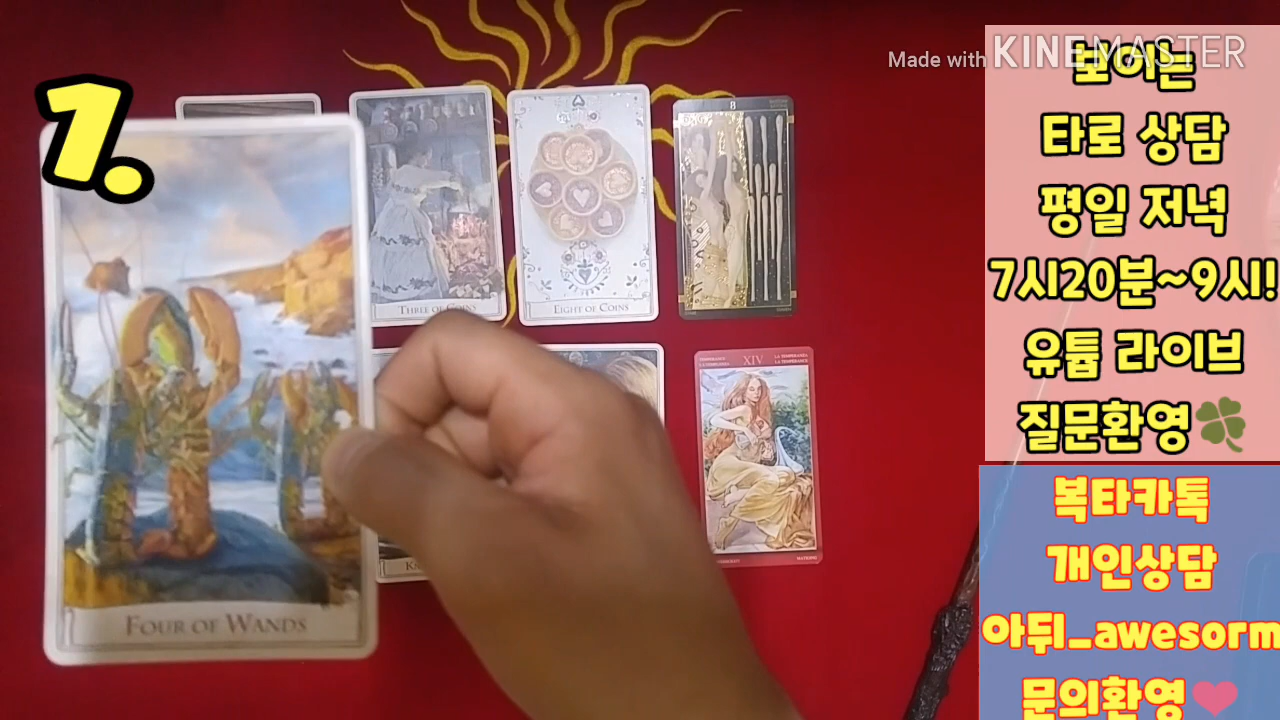 Made with KINEMASTER
1.
보이는
타로 상담
평일 저녁
7시20분~9시!
유튭 라이브
질문환영🍀
복타카톡
개인상담
아뒤_awesorm
문의환영❤
THREE OF COINS
EIGHT OF COINS
8
XIV
FOUR OF WANDS